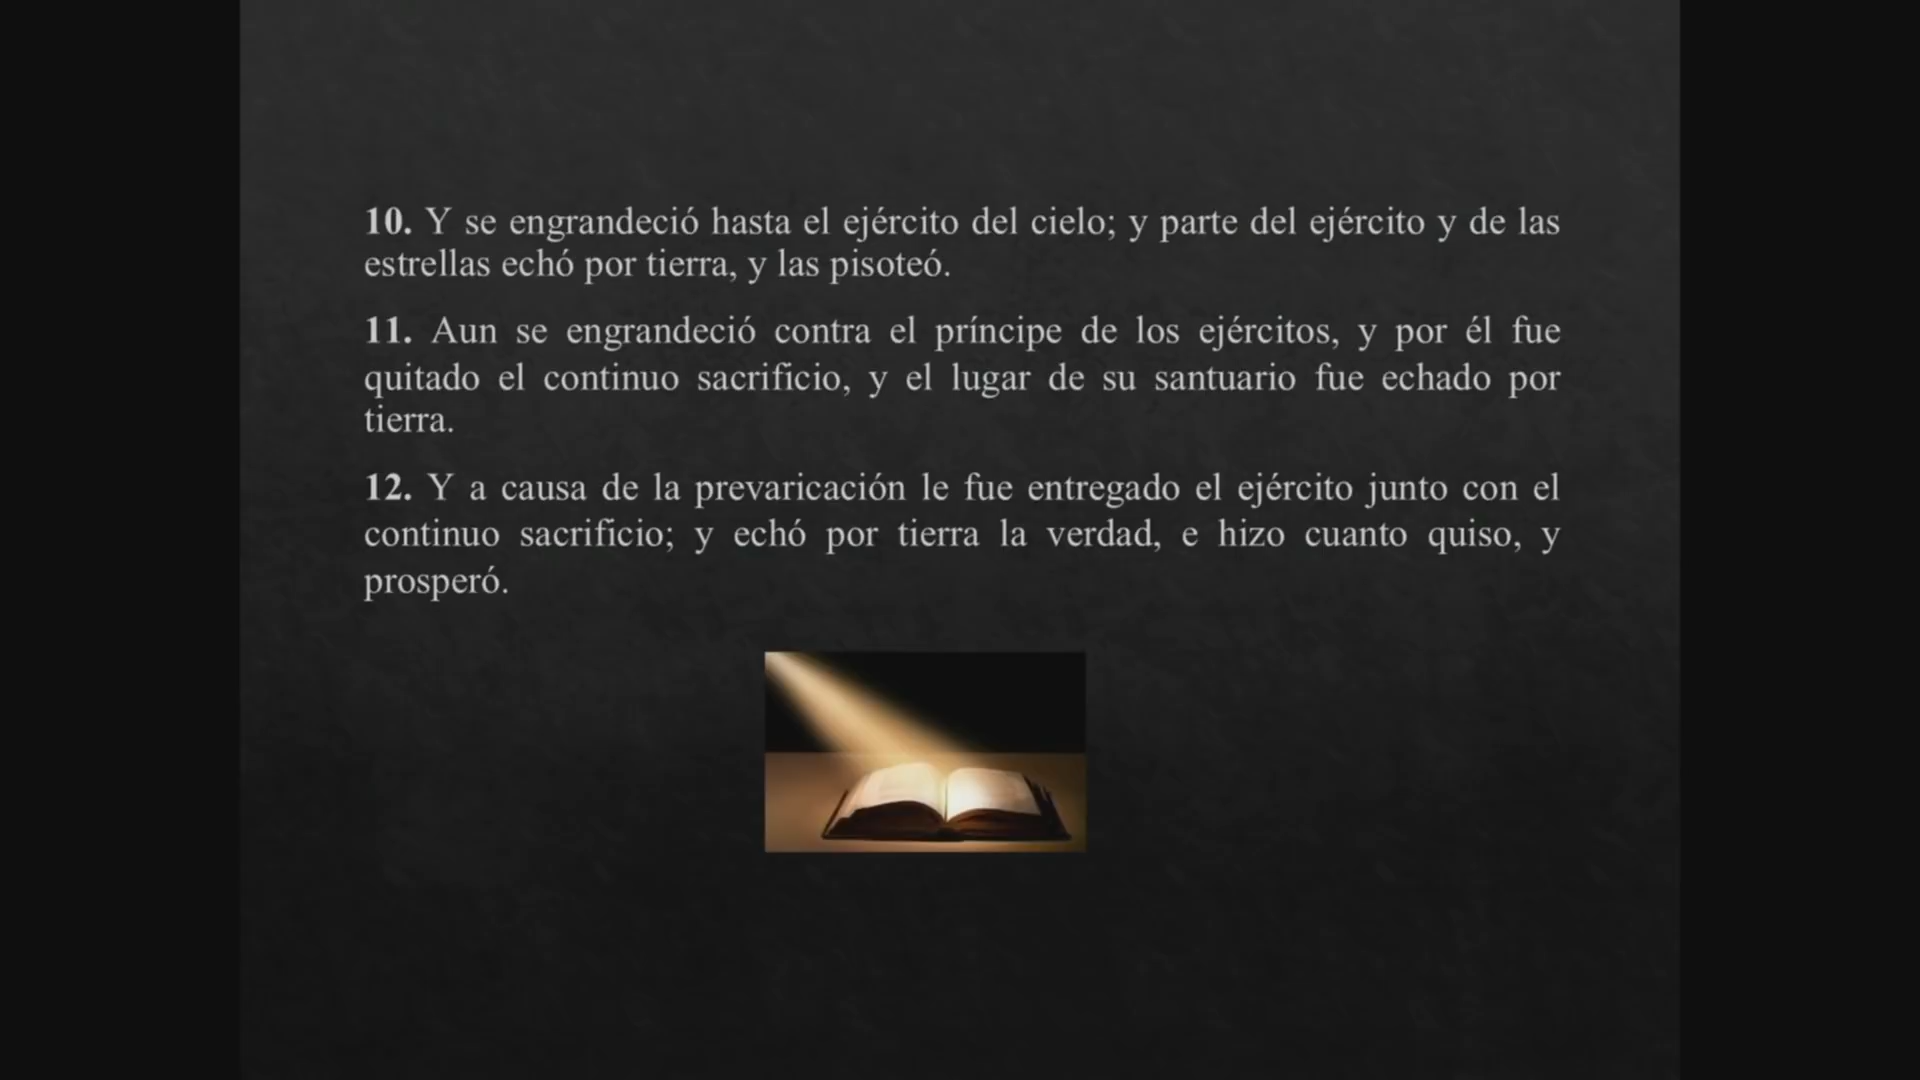 10. Y se engrandeció hasta el ejército del cielo; y parte del ejército y de las
estrellas echó por tierra, y las pisoteó.
11. Aun se engrandeció contra el príncipe de los ejércitos, y por él fue
quitado el continuo sacrificio, y el lugar de su santuario fue echado por
tierra.
12. Y a causa de la prevaricación le fue entregado el ejército junto con el
continuo sacrificio; y echó por tierra la verdad, e hizo cuanto quiso, y
prosperó.